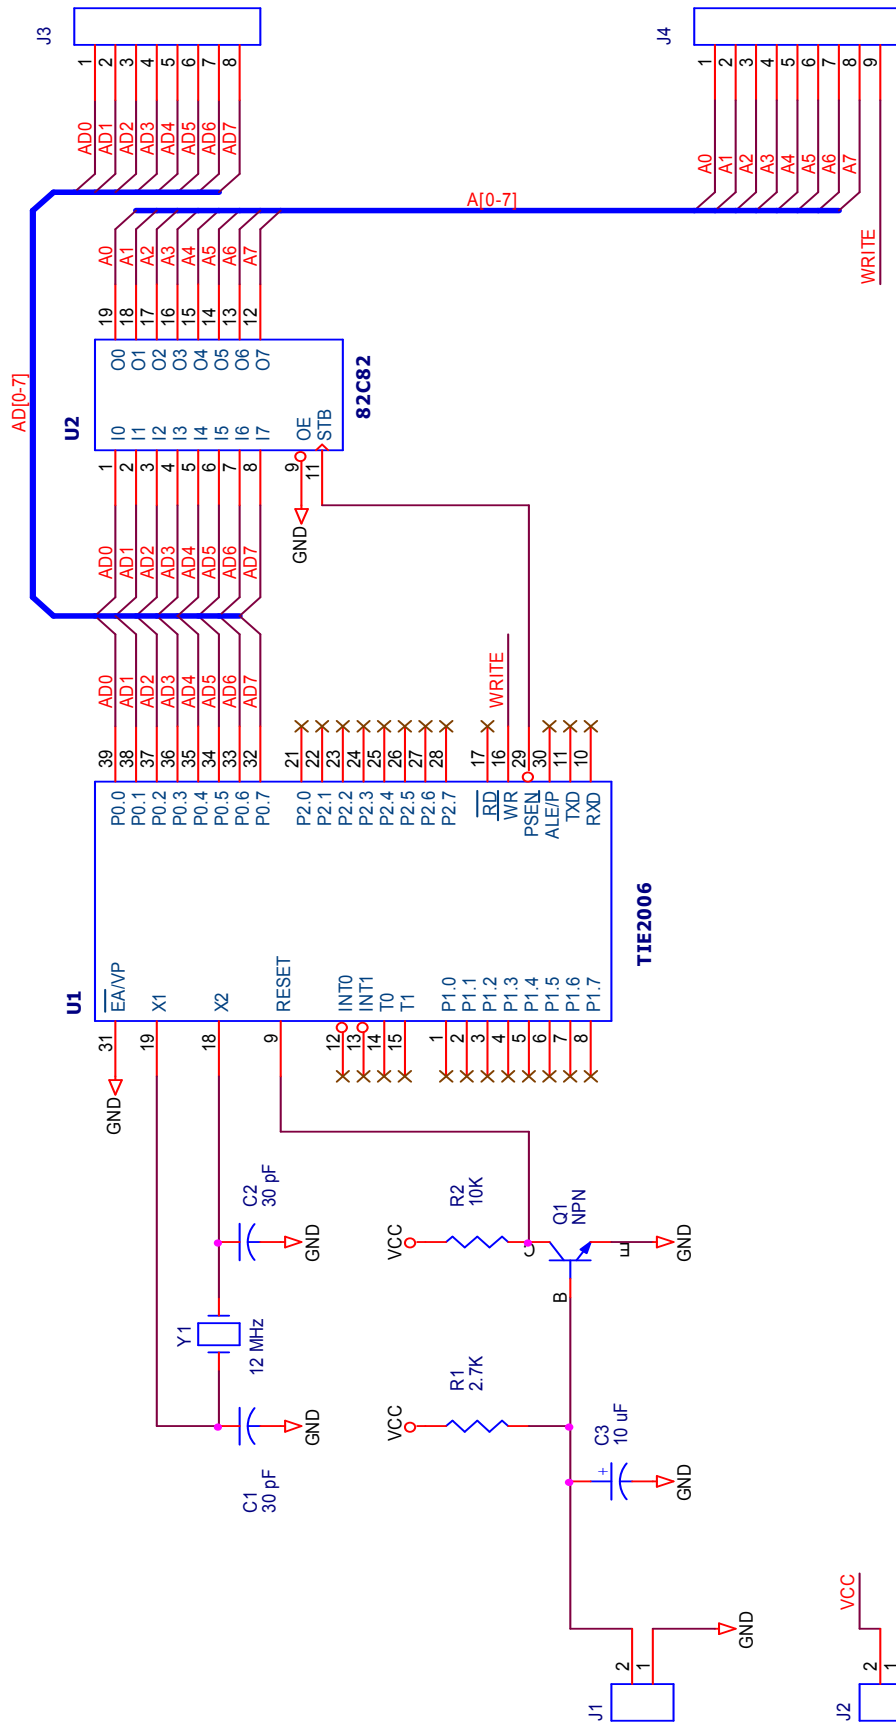 J3
1
2
3
4
5
6
7
8
AD0
AD1
AD2
AD3
AD4
AD5
AD6
AD7
J4
1
2
3
4
5
6
7
8
9
A0
A1
A2
A3
A4
A5
A6
A7
WRITE
A[0-7]
AD[0-7]
A0
A1
A2
A3
A4
A5
A6
A7
19
18
17
16
15
14
13
12
U2
O0
O1
O2
O3
O4
O5
O6
O7
I0
I1
I2
I3
I4
I5
I6
I7
OE
STB
82C82
1
2
3
4
5
6
7
8
9
11
GND
AD0
AD1
AD2
AD3
AD4
AD5
AD6
AD7
AD0
AD1
AD2
AD3
AD4
AD5
AD6
AD7
WRITE
39
38
37
36
35
34
33
32
21
22
23
24
25
26
27
28
17
16
29
30
11
10
P0.0
P0.1
P0.2
P0.3
P0.4
P0.5
P0.6
P0.7
P2.0
P2.1
P2.2
P2.3
P2.4
P2.5
P2.6
P2.7
RD
WR
PSEN
ALE/P
TXD
RXD
U1
TIE2006
EA/VP
X1
X2
RESET
INT0
INT1
T0
T1
P1.0
P1.1
P1.2
P1.3
P1.4
P1.5
P1.6
P1.7
31
19
18
9
12
13
14
15
1
2
3
4
5
6
7
8
GND
C2
30 pF
GND
Y1
12 MHz
C1
30 pF
GND
R2
10K
VCC
Q1
NPN
C
B
E
GND
R1
2.7K
VCC
C3
10 uF
+
GND
J1
2
1
GND
J2
2
1
VCC